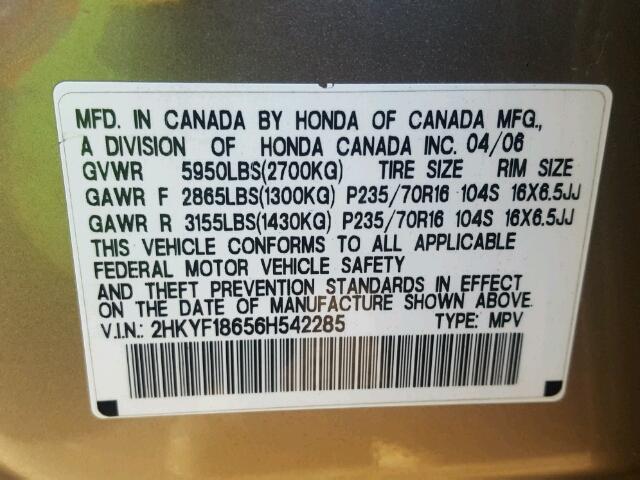 MFD. IN CANADA BY HONDA OF CANADA MFG.,
A DIVISION OF HONDA CANADA INC. 04/06
GVWR 5950LBS(2700KG) TIRE SIZE RIM SIZE
GAWR F 2865LBS(1300KG) P235/70R16 104S 16X6.5JJ
GAWR R 3155LBS(1430KG) P235/70R16 104S 16X6.5JJ
THIS VEHICLE CONFORMS TO ALL APPLICABLE
FEDERAL MOTOR VEHICLE SAFETY
AND THEFT PREVENTION STANDARDS IN EFFECT
ON THE DATE OF MANUFACTURE SHOWN ABOVE.
V.I.N.: 2HKYF18656H542285 TYPE: MPV